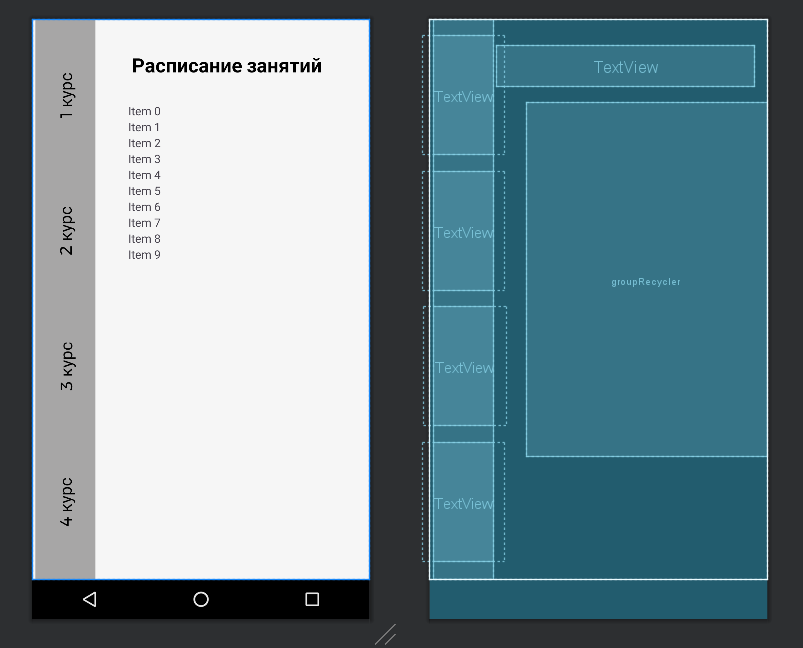 Расписание занятий
1 курс
2 курс
3 курс
4 курс
Item 0
Item 1
Item 2
Item 3
Item 4
Item 5
Item 6
Item 7
Item 8
Item 9
TextView
TextView
TextView
TextView
TextView
groupRecycler